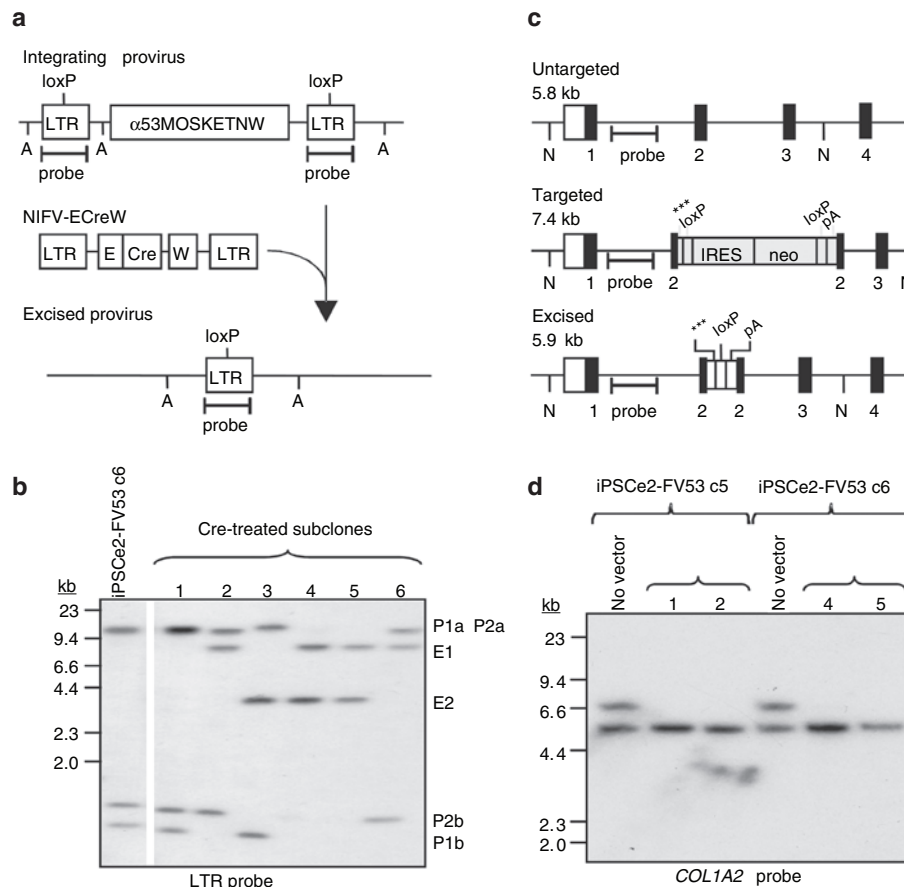 a
Integrating provirus
loxP loxP
LTR α53MOSKETNW LTR
A A A
probe probe
NIFV-ECreW
LTR E Cre W LTR
Excised provirus
loxP
LTR
A A
probe
b
iPSCe2-FV53 c6
Cre-treated subclones
kb 1 2 3 4 5 6
23
9.4
6.6
4.4
2.3
2.0
P1a P2a
E1
E2
P2b
P1b
LTR probe
c
Untargeted
5.8 kb
N 1 probe 2 3 N 4
Targeted
7.4 kb
*** loxP loxP pA
IRES neo
N 1 probe 2 2 3 N
Excised
5.9 kb
*** loxP pA
N 1 probe 2 2 3 N 4
d
iPSCe2-FV53 c5 iPSCe2-FV53 c6
No vector 1 2 No vector 4 5
kb
23
9.4
6.6
4.4
2.3
2.0
COL1A2 probe